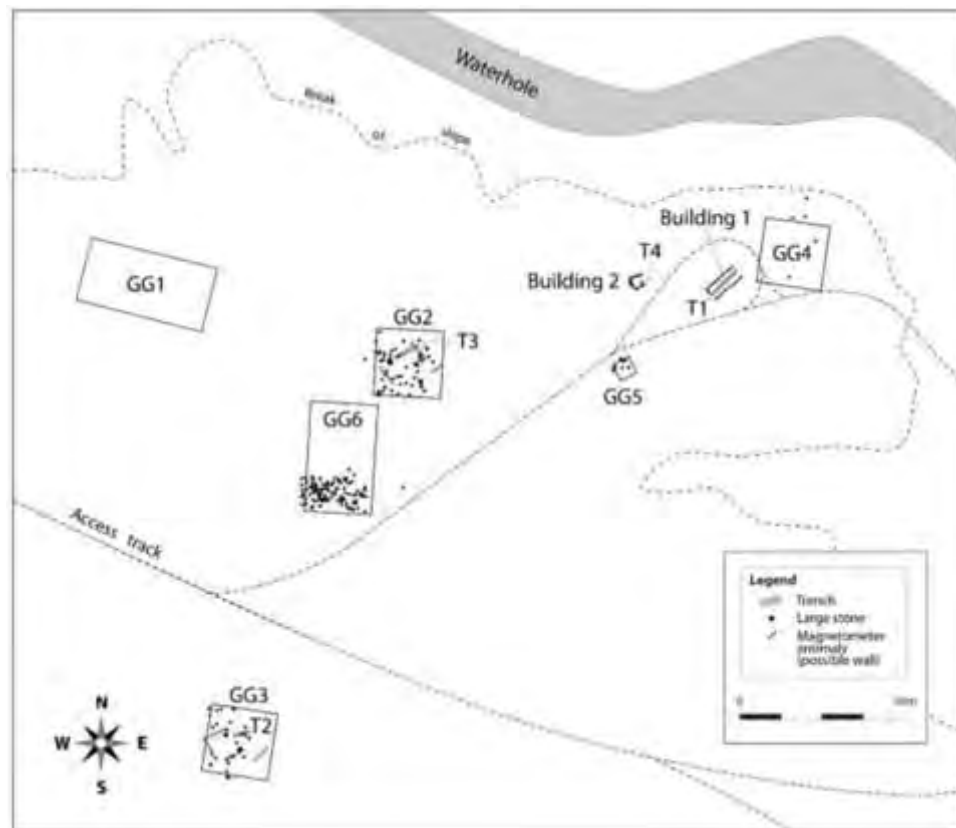 Waterhole
Break
of
slope
Building 1
GG4
T4
Building 2
T1
GG1
GG2
T3
GG5
GG6
Access track
GG3
T2
N
W E
S
Legend
Trench
Large stone
Magnetometer
anomaly
(possible wall)
0